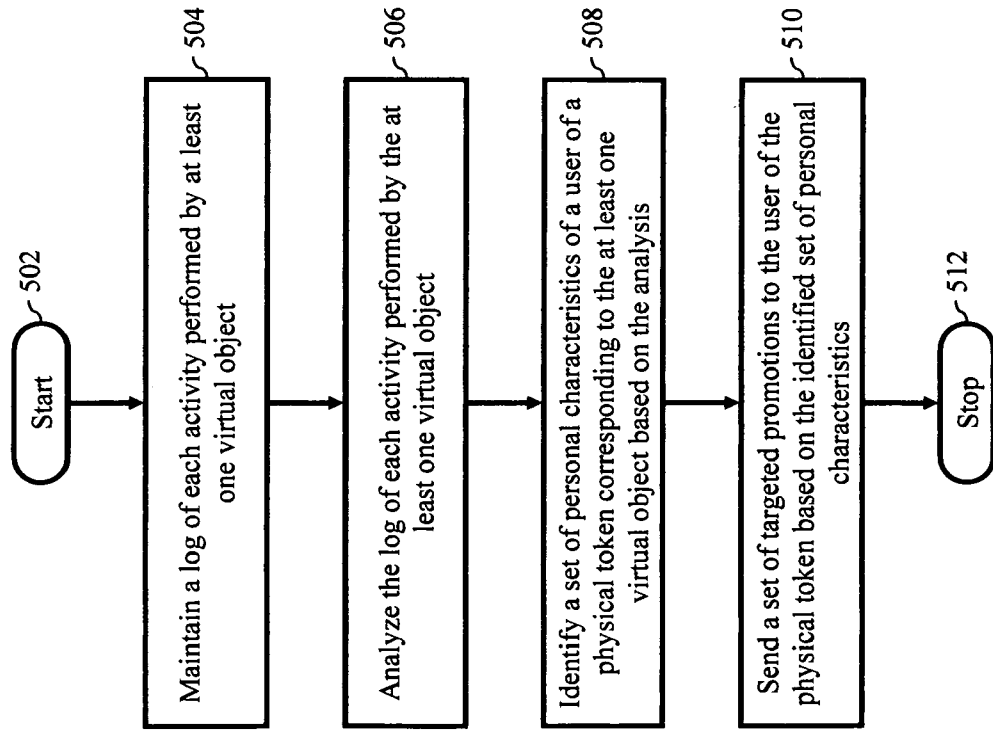 Start
502
Maintain a log of each activity performed by at least
one virtual object
504
Analyze the log of each activity performed by the at
least one virtual object
506
Identify a set of personal characteristics of a user of a
physical token corresponding to the at least one
virtual object based on the analysis
508
Send a set of targeted promotions to the user of the
physical token based on the identified set of personal
characteristics
510
Stop
512